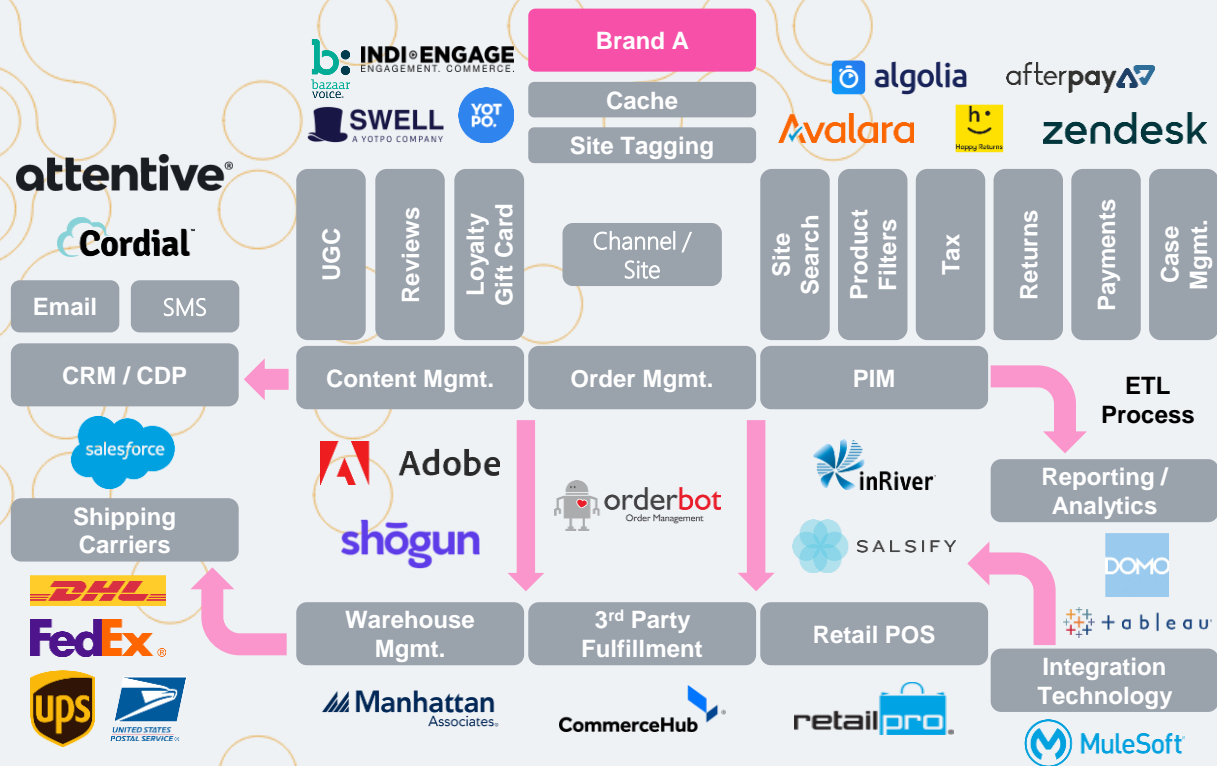 Brand A
b:
bazaar
voice.
INDI ENGAGE
ENGAGEMENT. COMMERCE.
SWELL
A YOTPO COMPANY
YOT
PO.
Cache
Site Tagging
algolia
afterpay
Avalara
h
Happy Returns
zendesk
attentive®
Cordial™
Email
SMS
CRM / CDP
UGC
Reviews
Loyalty
Gift Card
Channel /
Site
Site
Search
Product
Filters
Tax
Returns
Payments
Case
Mgmt.
Content Mgmt.
Order Mgmt.
PIM
ETL
Process
salesforce
Adobe
shōgun
orderbot
Order Management
inRiver
SALSIFY
Reporting /
Analytics
DOMO
+ a b l e a u
Shipping
Carriers
DHL
FedEx®
ups
UNITED STATES
POSTAL SERVICE
Warehouse
Mgmt.
3rd Party
Fulfillment
Retail POS
Integration
Technology
Manhattan
Associates.
CommerceHub
retail pro®
MuleSoft